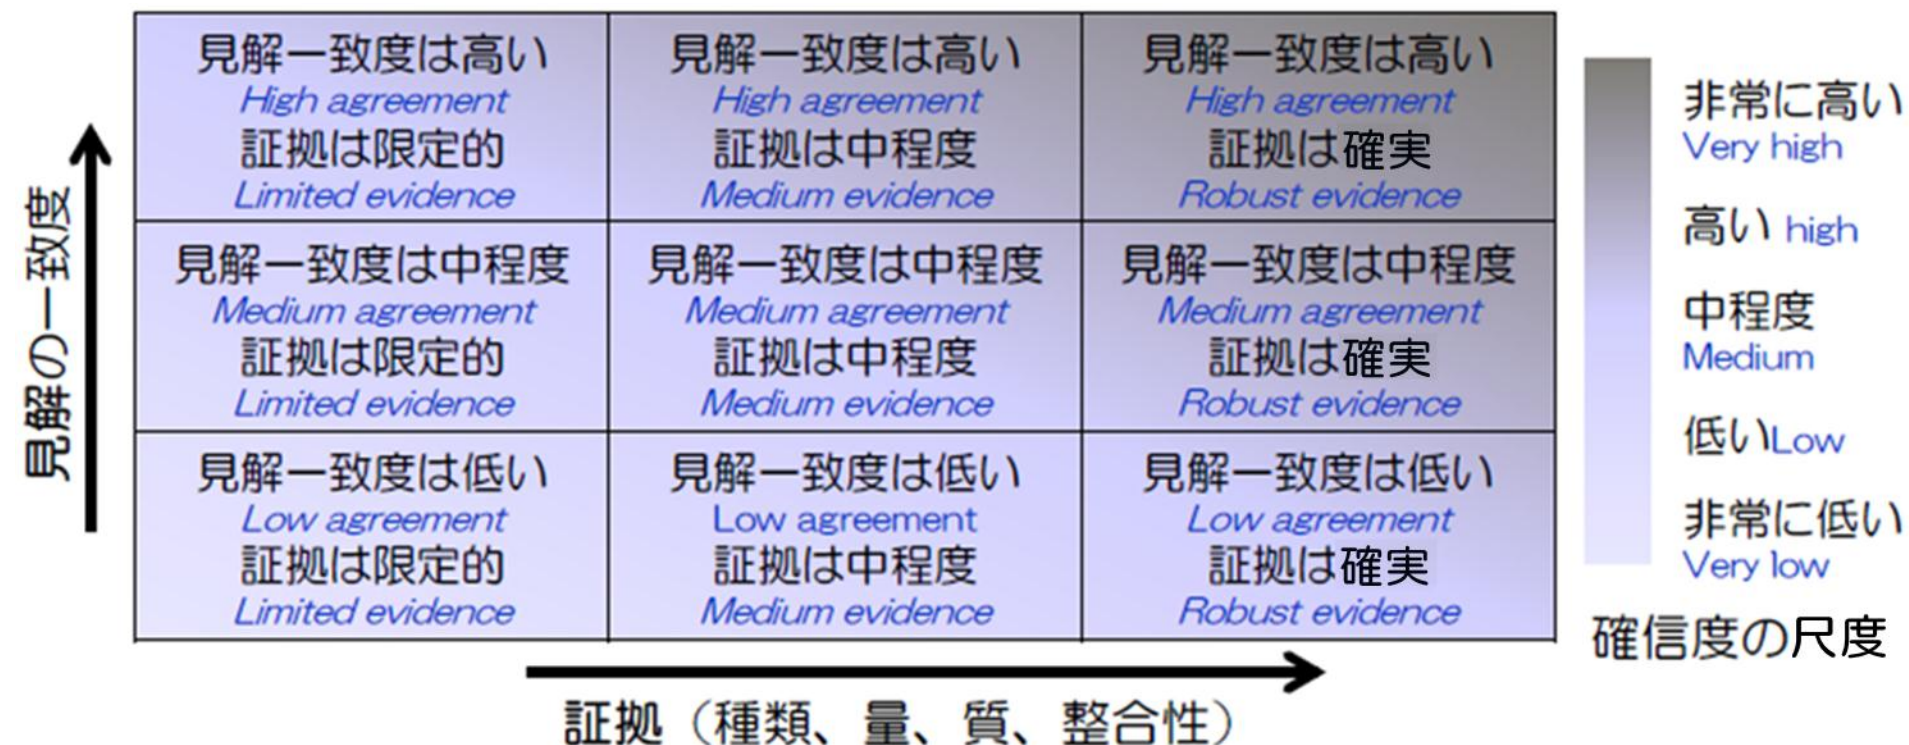 見解一致度は高い
High agreement
証拠は限定的
Limited evidence
見解一致度は高い
High agreement
証拠は中程度
Medium evidence
見解一致度は高い
High agreement
証拠は確実
Robust evidence
見解一致度は中程度
Medium agreement
証拠は限定的
Limited evidence
見解一致度は中程度
Medium agreement
証拠は中程度
Medium evidence
見解一致度は中程度
Medium agreement
証拠は確実
Robust evidence
見解一致度は低い
Low agreement
証拠は限定的
Limited evidence
見解一致度は低い
Low agreement
証拠は中程度
Medium evidence
見解一致度は低い
Low agreement
証拠は確実
Robust evidence
見解の一致度
証拠（種類、量、質、整合性）
非常に高い
Very high
高い high
中程度
Medium
低いLow
非常に低い
Very low
確信度の尺度